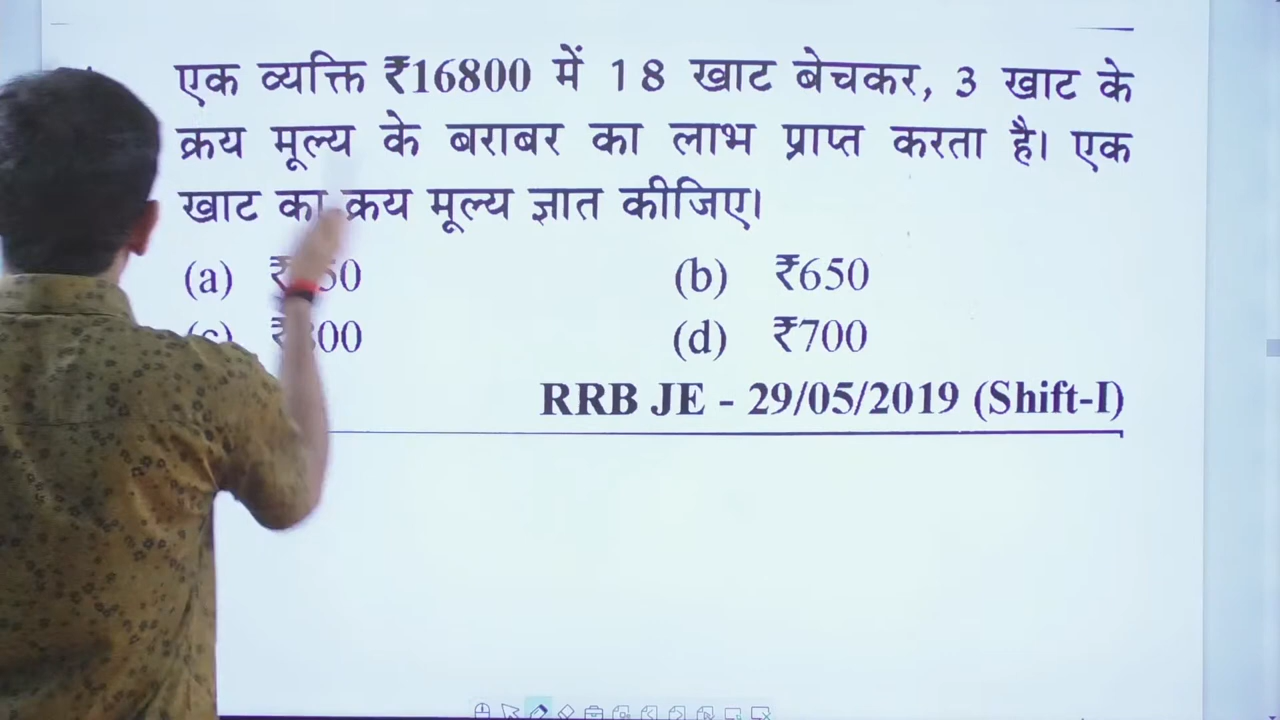 एक व्यक्ति ₹16800 में 18 खाट बेचकर, 3 खाट के
क्रय मूल्य के बराबर का लाभ प्राप्त करता है। एक
खाट का क्रय मूल्य ज्ञात कीजिए।
(a)
(b) ₹650
(d) ₹700
RRB JE - 29/05/2019 (Shift-I)